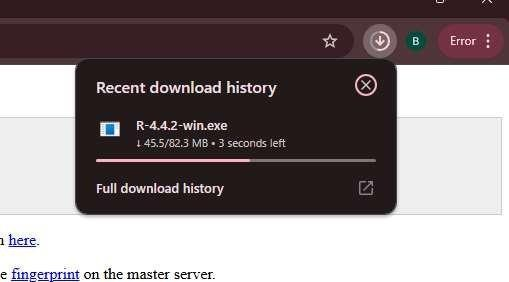 B
Error
Recent download history
R-4.4.2-win.exe
↓ 45.5/82.3 MB • 3 seconds left
Full download history
here.
e fingerprint on the master server.